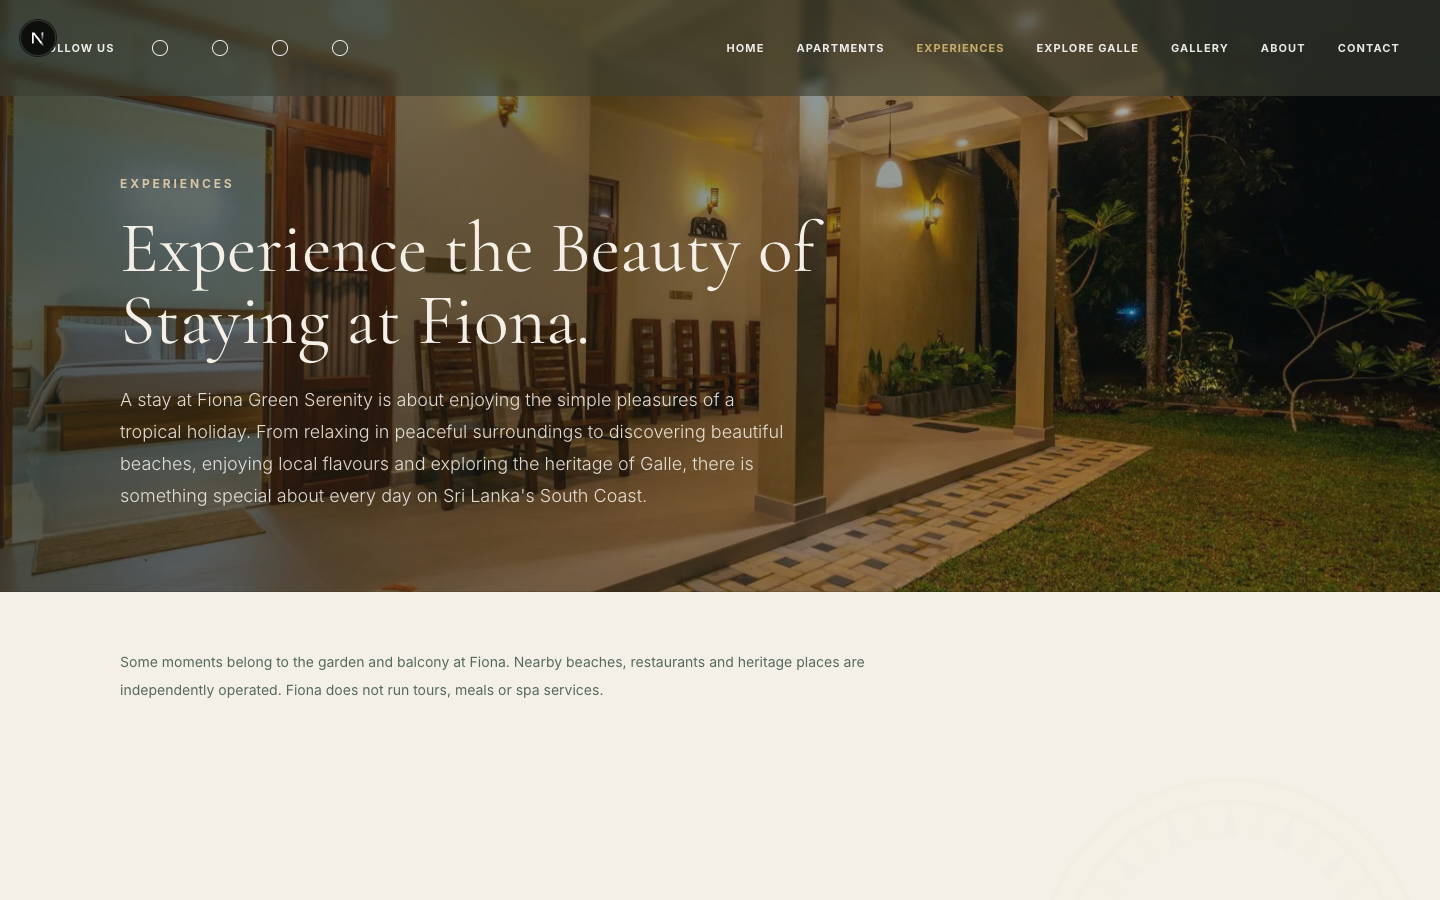 N
OLLOW US
HOME
APARTMENTS
EXPERIENCES
EXPLORE GALLE
GALLERY
ABOUT
CONTACT
EXPERIENCES
Experience the Beauty of
Staying at Fiona.
A stay at Fiona Green Serenity is about enjoying the simple pleasures of a
tropical holiday. From relaxing in peaceful surroundings to discovering beautiful
beaches, enjoying local flavours and exploring the heritage of Galle, there is
something special about every day on Sri Lanka's South Coast.
Some moments belong to the garden and balcony at Fiona. Nearby beaches, restaurants and heritage places are
independently operated. Fiona does not run tours, meals or spa services.